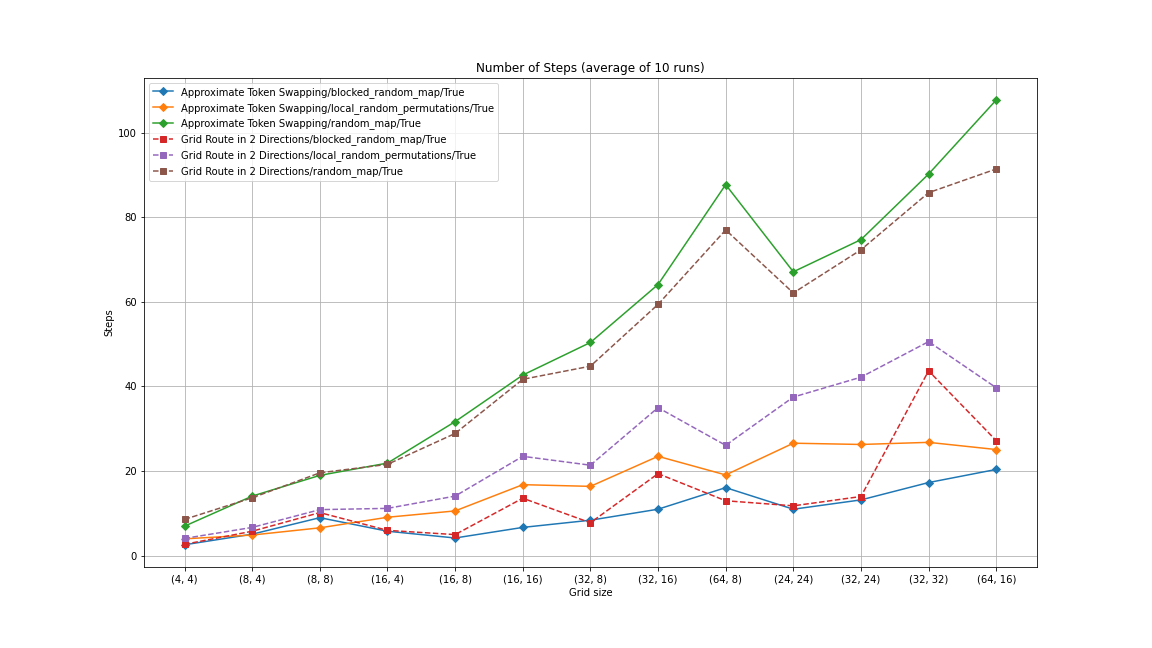 Number of Steps (average of 10 runs)
Approximate Token Swapping/blocked_random_map/True
Approximate Token Swapping/local_random_permutations/True
Approximate Token Swapping/random_map/True
Grid Route in 2 Directions/blocked_random_map/True
Grid Route in 2 Directions/local_random_permutations/True
Grid Route in 2 Directions/random_map/True
100
80
60
40
20
0
Steps
(4, 4) (8, 4) (8, 8) (16, 4) (16, 8) (16, 16) (32, 8) (32, 16) (64, 8) (24, 24) (32, 24) (32, 32) (64, 16)
Grid size